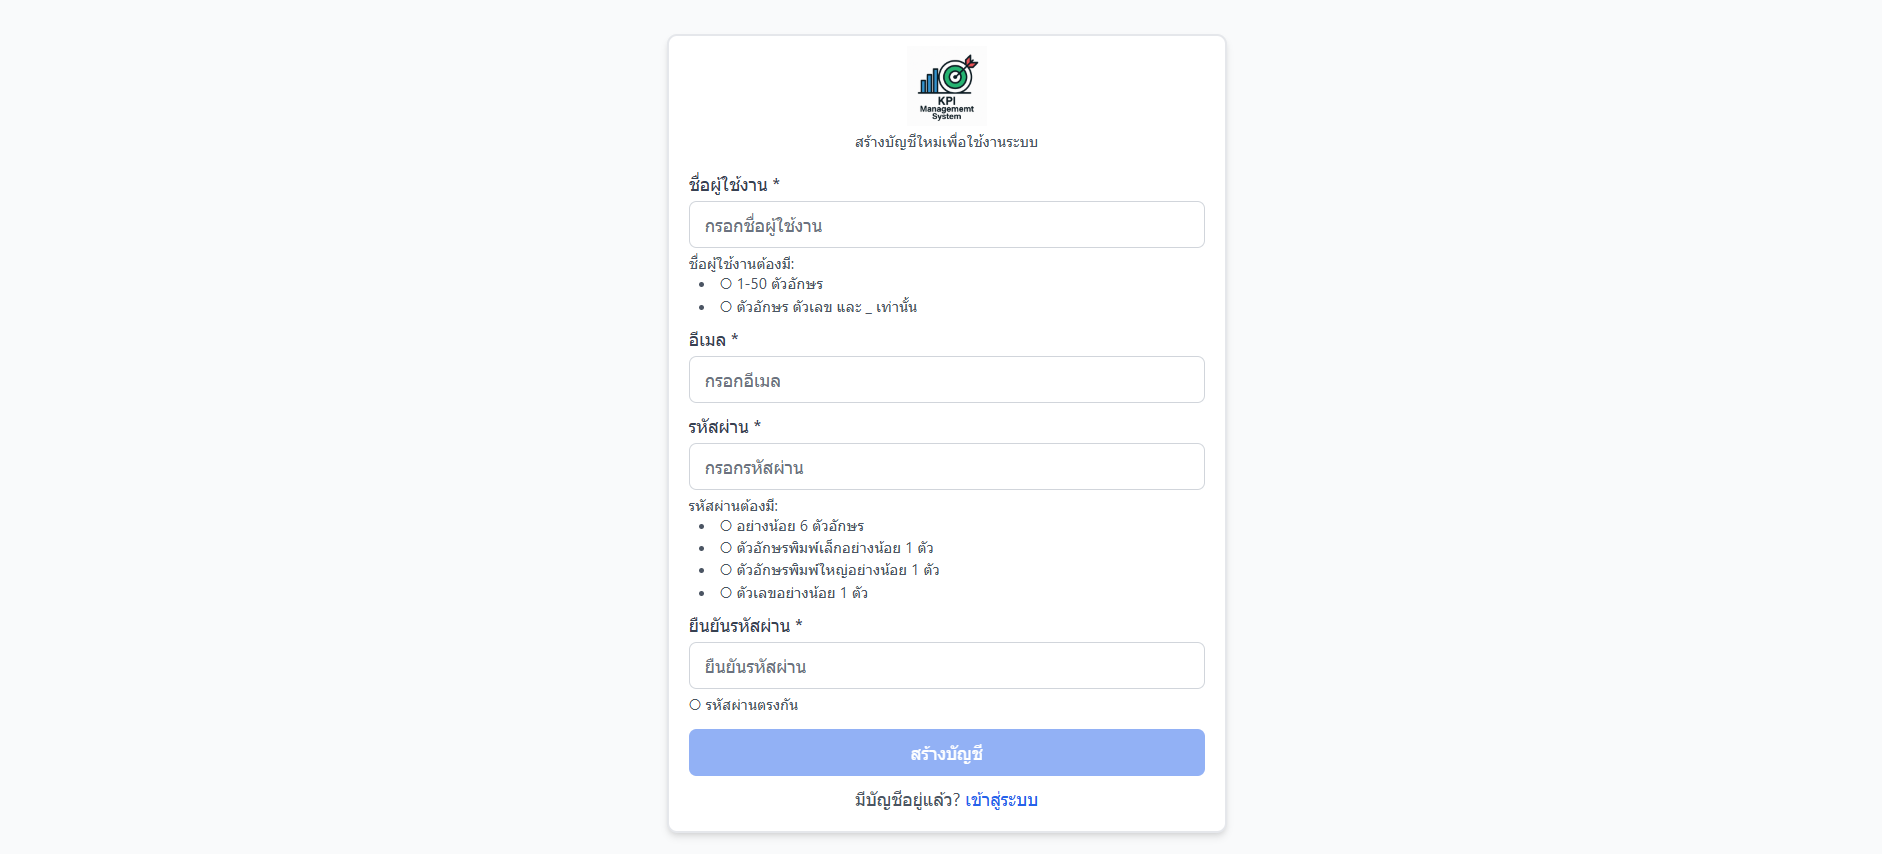 KPI
Managememt
System
สร้างบัญชีใหม่เพื่อใช้งานระบบ
ชื่อผู้ใช้งาน *
กรอกชื่อผู้ใช้งาน
ชื่อผู้ใช้งานต้องมี:
• ○ 1-50 ตัวอักษร
• ○ ตัวอักษร ตัวเลข และ _ เท่านั้น
อีเมล *
กรอกอีเมล
รหัสผ่าน *
กรอกรหัสผ่าน
รหัสผ่านต้องมี:
• ○ อย่างน้อย 6 ตัวอักษร
• ○ ตัวอักษรพิมพ์เล็กอย่างน้อย 1 ตัว
• ○ ตัวอักษรพิมพ์ใหญ่อย่างน้อย 1 ตัว
• ○ ตัวเลขอย่างน้อย 1 ตัว
ยืนยันรหัสผ่าน *
ยืนยันรหัสผ่าน
○ รหัสผ่านตรงกัน
สร้างบัญชี
มีบัญชีอยู่แล้ว? เข้าสู่ระบบ